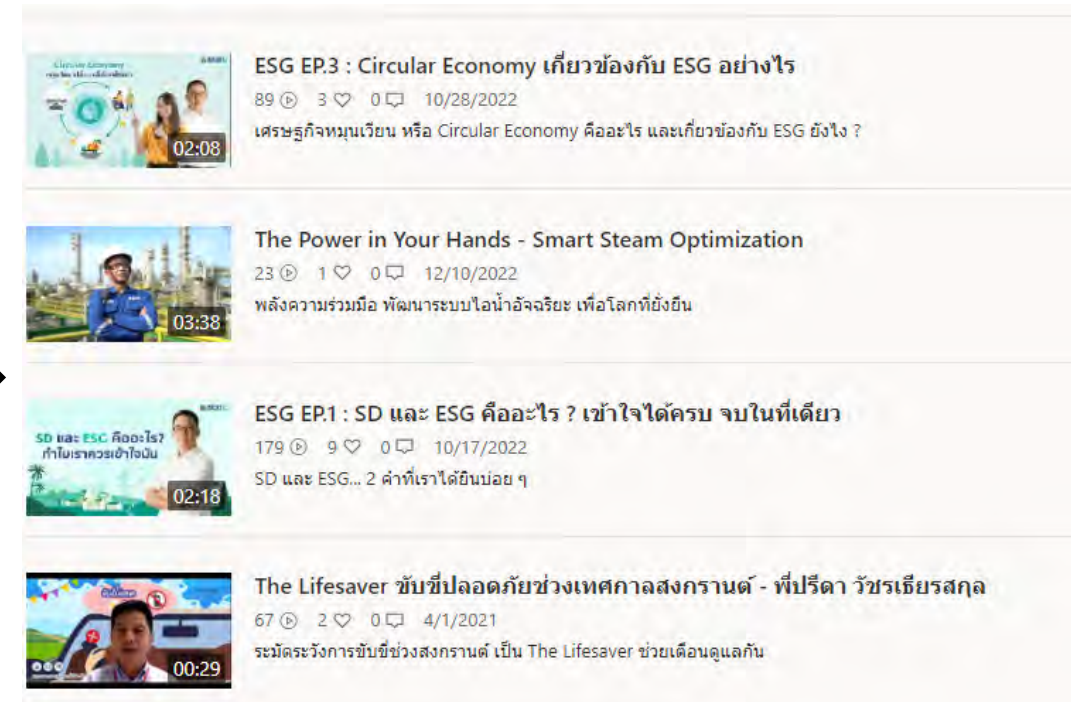 Circular Economy
02:08
ESG EP.3 : Circular Economy เกี่ยวข้องกับ ESG อย่างไร
89 3 0 10/28/2022
เศรษฐกิจหมุนเวียน หรือ Circular Economy คืออะไร และเกี่ยวข้องกับ ESG ยังไง ?
03:38
The Power in Your Hands - Smart Steam Optimization
23 1 0 12/10/2022
พลังความร่วมมือ พัฒนาระบบไอน้ำอัจฉริยะ เพื่อโลกที่ยั่งยืน
SD และ ESG คืออะไร?
ทำไมเราควรเข้าใจมัน
02:18
ESG EP.1 : SD และ ESG คืออะไร ? เข้าใจได้ครบ จบในที่เดียว
179 9 0 10/17/2022
SD และ ESG... 2 คำที่เราได้ยินบ่อย ๆ
00:29
The Lifesaver ขับขี่ปลอดภัยช่วงเทศกาลสงกรานต์ - พี่ปรีดา วัชรเธียรสกุล
67 2 0 4/1/2021
ระมัดระวังการขับขี่ช่วงสงกรานต์ เป็น The Lifesaver ช่วยเตือนดูแลกัน